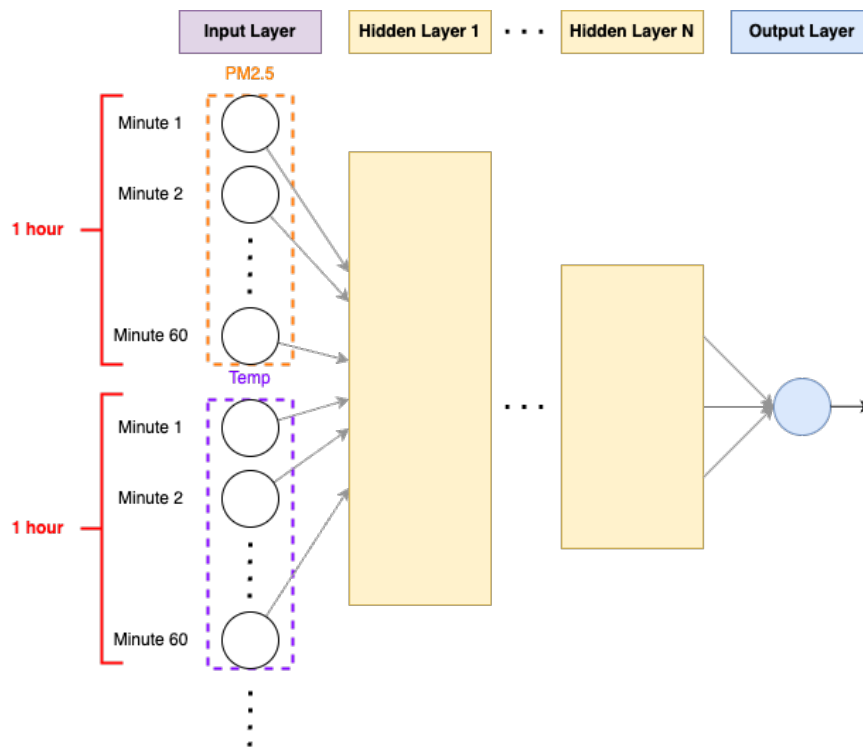 Input Layer
Hidden Layer 1
Hidden Layer N
Output Layer
PM2.5
Minute 1
Minute 2
1 hour
Minute 60
Temp
Minute 1
Minute 2
1 hour
Minute 60